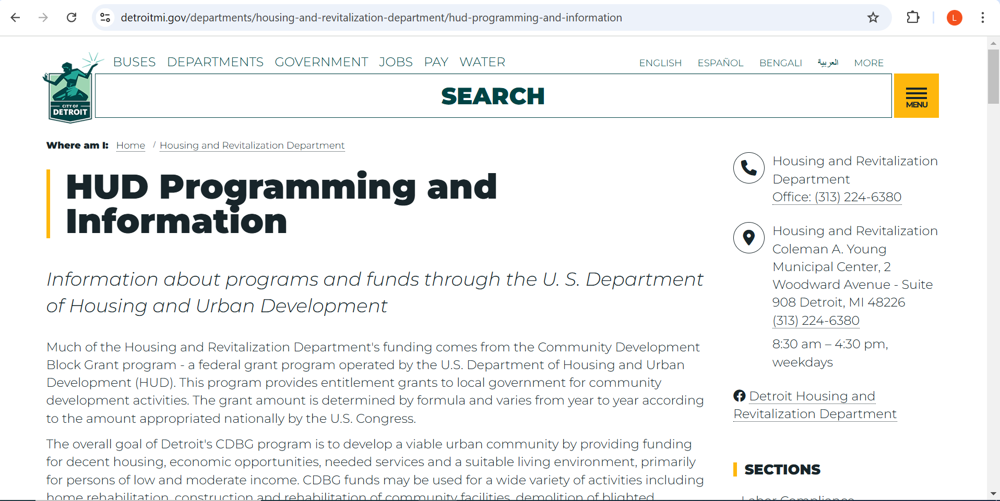 detroitmi.gov/departments/housing-and-revitalization-department/hud-programming-and-information
L
BUSES DEPARTMENTS GOVERNMENT JOBS PAY WATER
ENGLISH ESPAÑOL BENGALI العربية MORE
CITY OF
DETROIT
SEARCH
MENU
Where am I: Home / Housing and Revitalization Department
HUD Programming and
Information
Information about programs and funds through the U. S. Department
of Housing and Urban Development
Much of the Housing and Revitalization Department's funding comes from the Community Development
Block Grant program - a federal grant program operated by the U.S. Department of Housing and Urban
Development (HUD). This program provides entitlement grants to local government for community
development activities. The grant amount is determined by formula and varies from year to year according
to the amount appropriated nationally by the U.S. Congress.
The overall goal of Detroit's CDBG program is to develop a viable urban community by providing funding
for decent housing, economic opportunities, needed services and a suitable living environment, primarily
for persons of low and moderate income. CDBG funds may be used for a wide variety of activities including
home rehabilitation, construction and rehabilitation of community facilities, demolition of blighted
Housing and Revitalization
Department
Office: (313) 224-6380
Housing and Revitalization
Coleman A. Young
Municipal Center, 2
Woodward Avenue - Suite
908 Detroit, MI 48226
(313) 224-6380
8:30 am – 4:30 pm,
weekdays
Detroit Housing and
Revitalization Department
SECTIONS
Labor Compliance